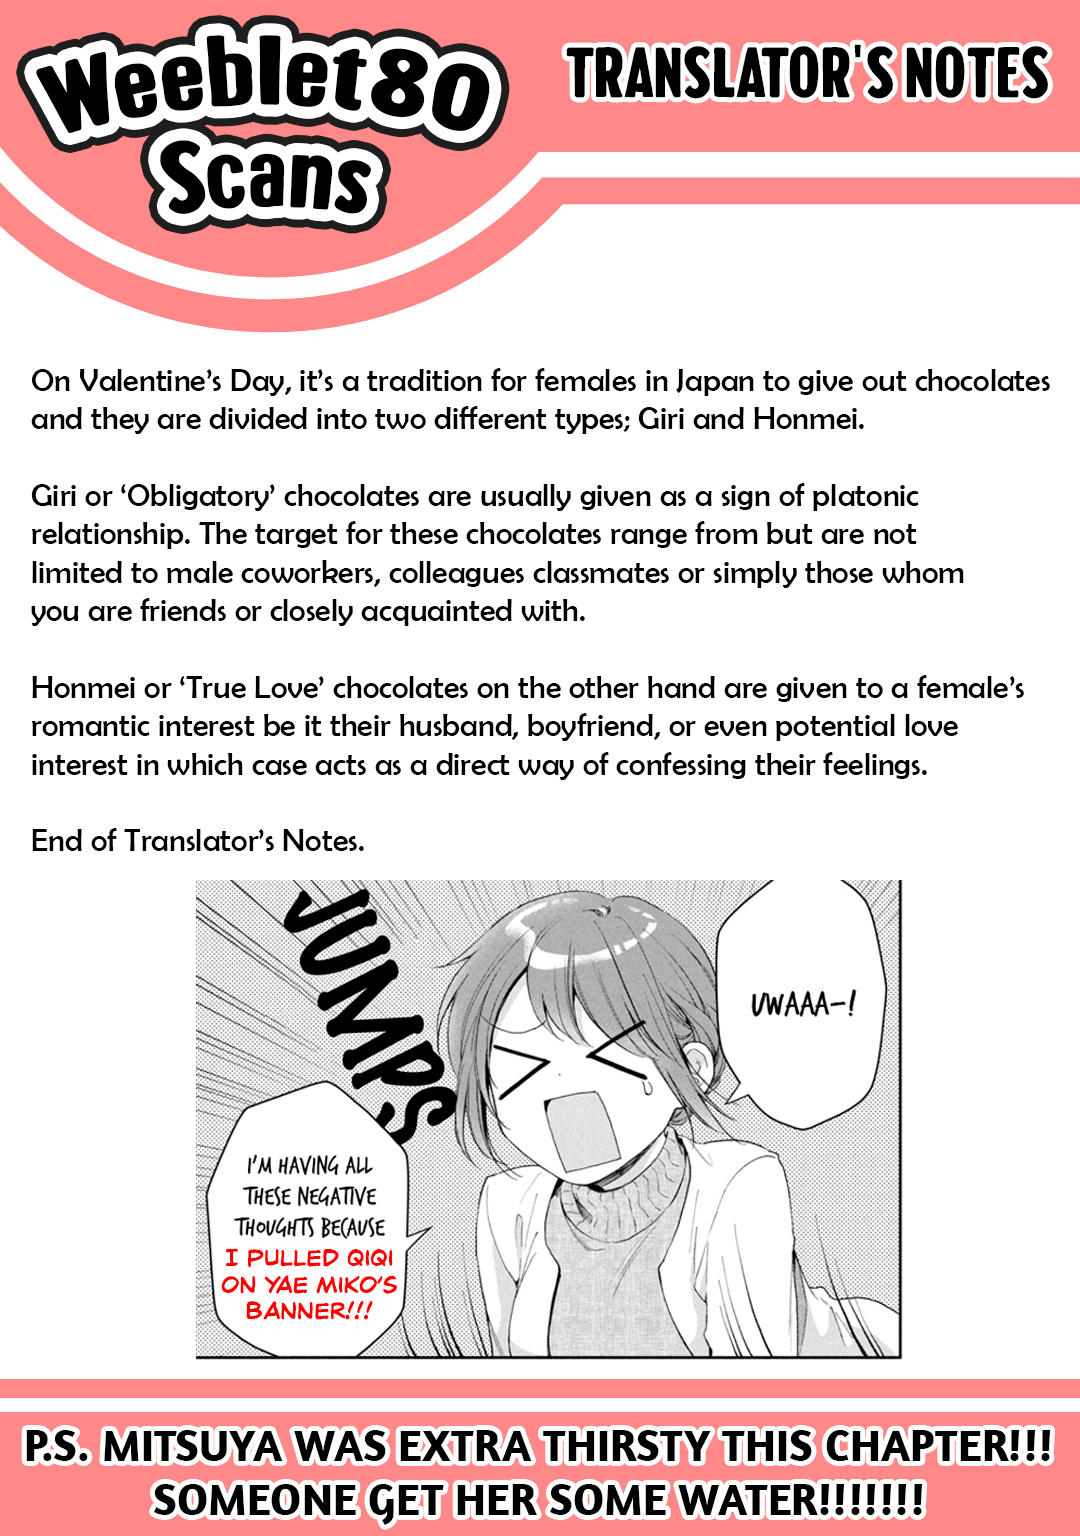 Weeblet80
Scans
TRANSLATOR'S NOTES
On Valentine’s Day, it’s a tradition for females in Japan to give out chocolates
and they are divided into two different types; Giri and Honmei.
Giri or ‘Obligatory’ chocolates are usually given as a sign of platonic
relationship. The target for these chocolates range from but are not
limited to male coworkers, colleagues classmates or simply those whom
you are friends or closely acquainted with.
Honmei or ‘True Love’ chocolates on the other hand are given to a female’s
romantic interest be it their husband, boyfriend, or even potential love
interest in which case acts as a direct way of confessing their feelings.
End of Translator’s Notes.
JUMPS
UWAAA-!
I'M HAVING ALL
THESE NEGATIVE
THOUGHTS BECAUSE
I PULLED QIQI
ON YAE MIKO'S
BANNER!!!
P.S. MITSUYA WAS EXTRA THIRSTY THIS CHAPTER!!!
SOMEONE GET HER SOME WATER!!!!!!!